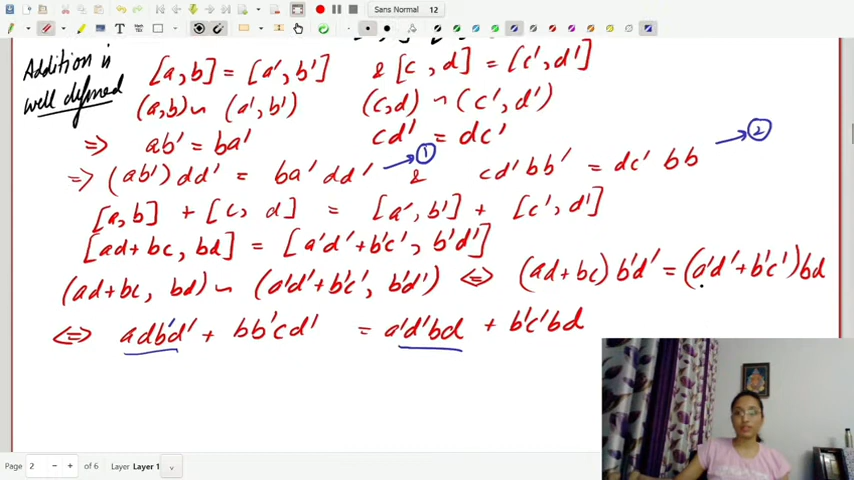 Sans Normal 12
Addition is
well defined
[a,b] = [a',b'] & [c,d] = [c',d']
(a,b) ~ (a',b') (c,d) ~ (c',d')
=> ab' = ba' cd' = dc'
=> (ab')dd' = ba'dd' → ① & cd'bb' = dc' bb → ②
[a,b] + [c,d] = [a',b'] + [c',d']
[ad+bc, bd] = [a'd'+b'c', b'd']
(ad+bc, bd) ~ (a'd'+b'c', b'd') <=> (ad+bc)b'd' = (a'd'+b'c')bd
<=> adb'd' + bb'cd' = a'd'bd + b'c'bd
Page 2 of 6 Layer Layer 1